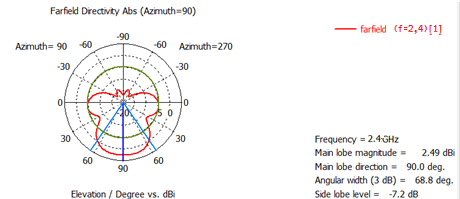 Farfield Directivity Abs (Azimuth=90)
farfield (f=2,4)[1]
-90
Azimuth= 90 -60 -60 Azimuth=270
-30 -30
0 -20 5 0
30 30
60 60
90
Elevation / Degree vs. dBi
Frequency = 2.4 GHz
Main lobe magnitude = 2.49 dBi
Main lobe direction = 90.0 deg.
Angular width (3 dB) = 68.8 deg.
Side lobe level = -7.2 dB